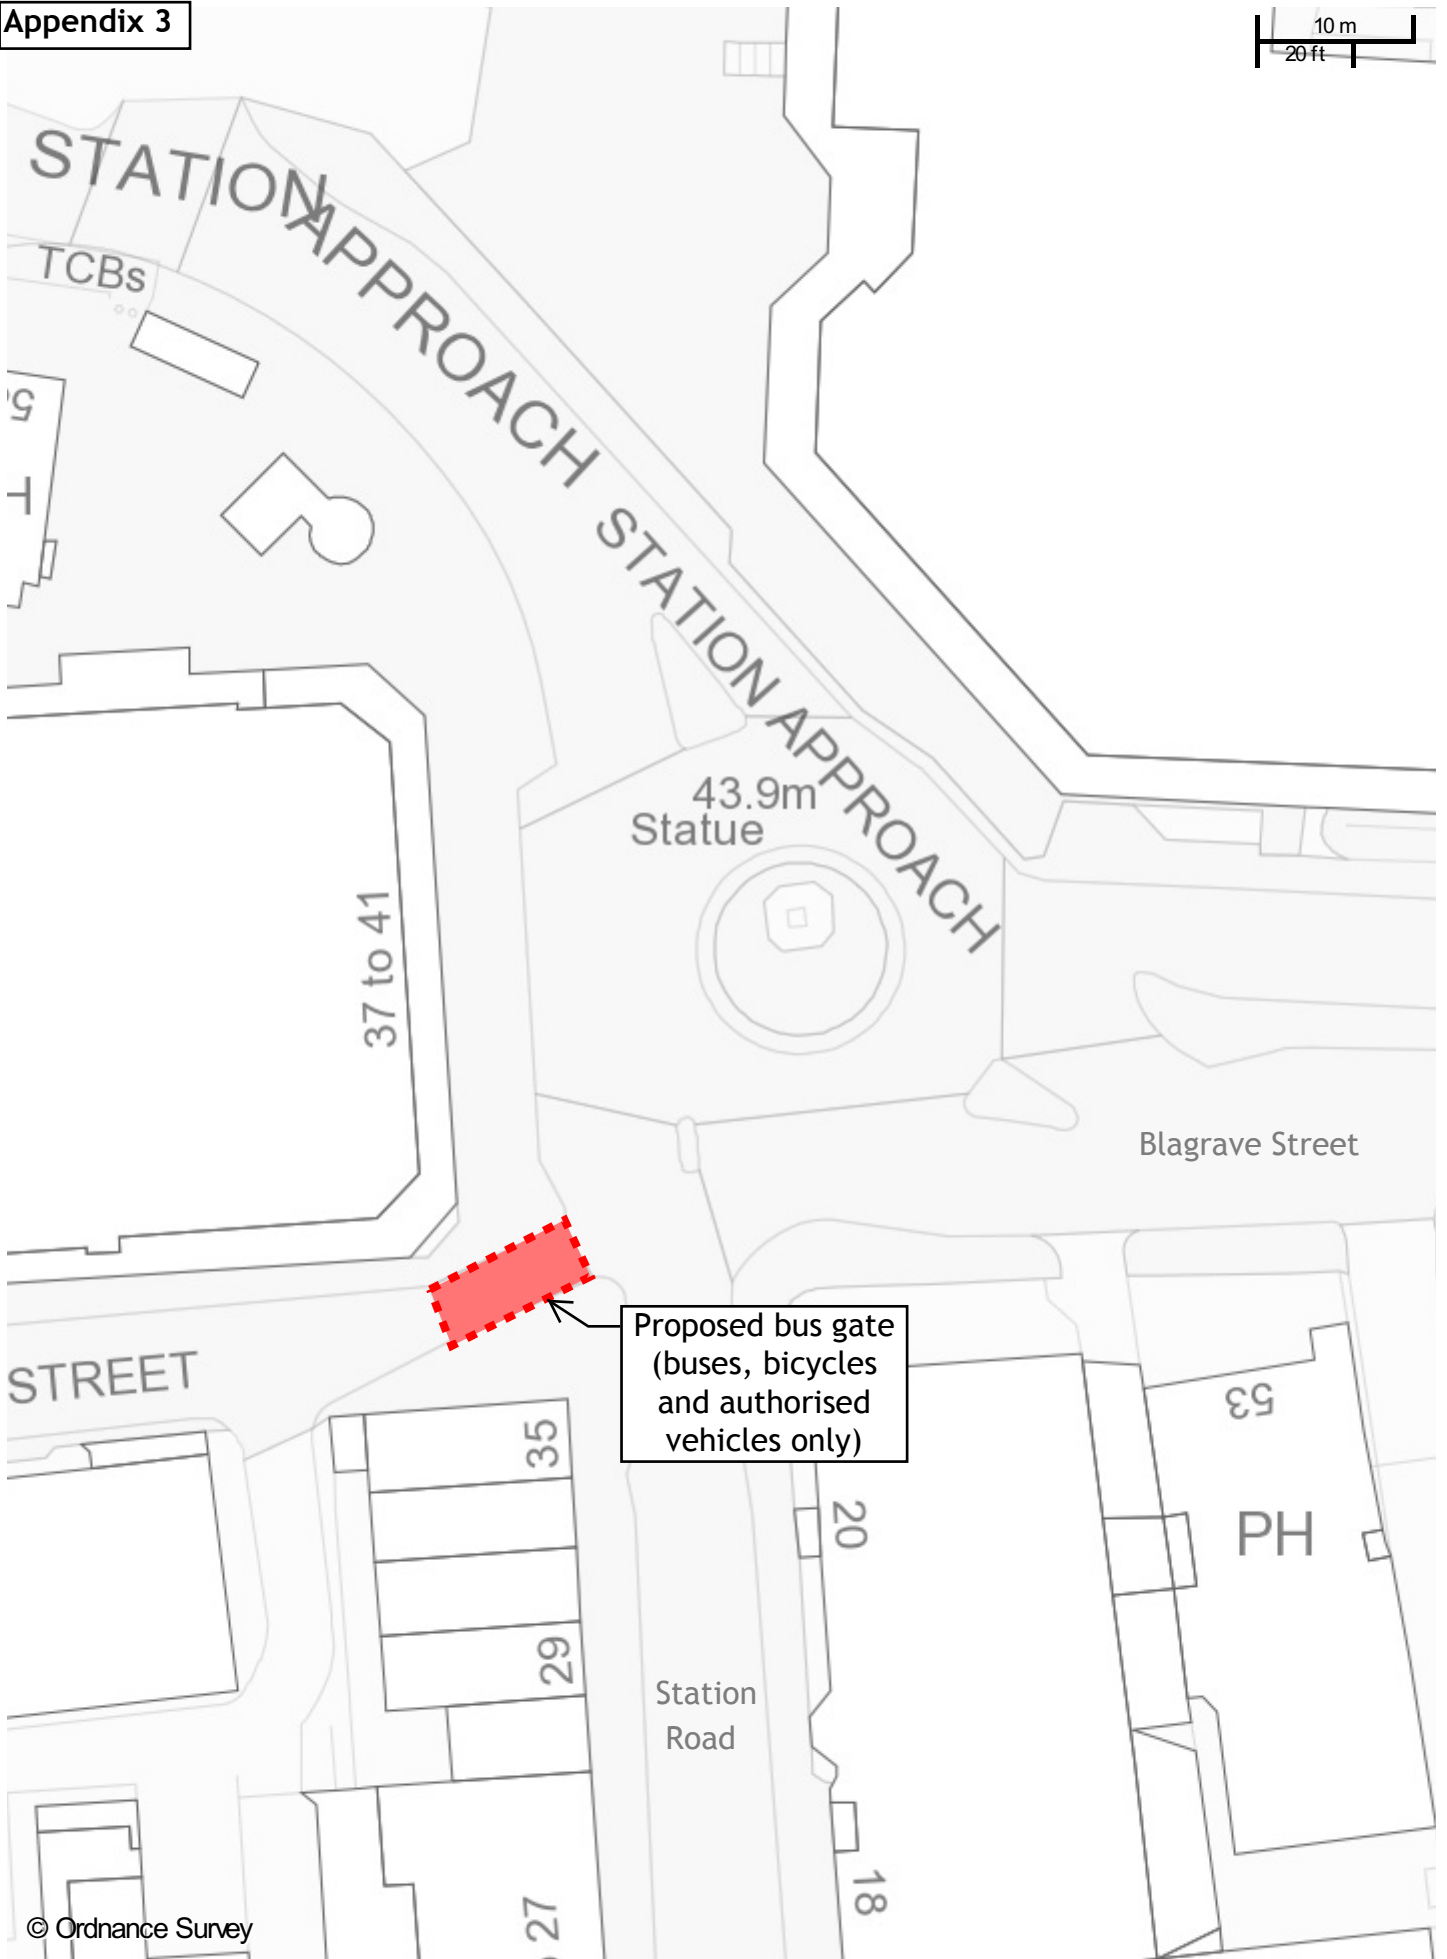 Appendix 3
10 m
20 ft
STATION APPROACH
TCBs
STATION APPROACH
43.9m
Statue
37 to 41
Blagrave Street
Proposed bus gate
(buses, bicycles
and authorised
vehicles only)
STREET
35
53
20
PH
29
Station
Road
18
27
© Ordnance Survey